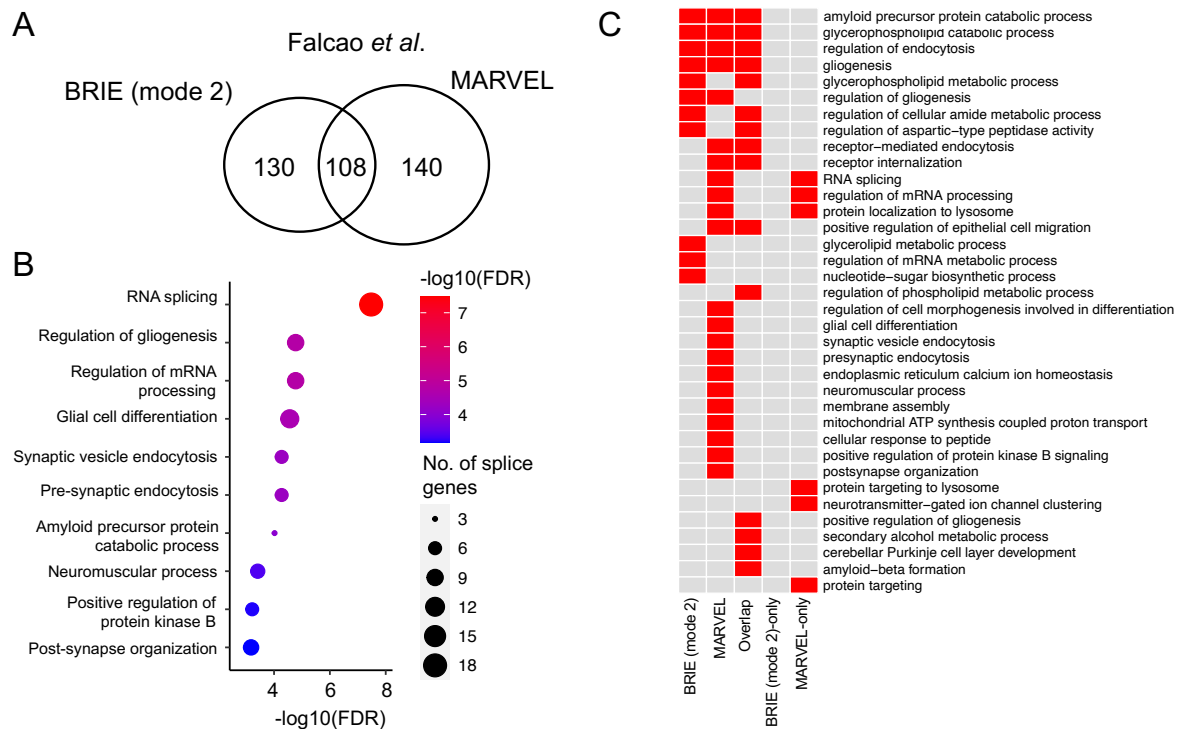 A
Falcao et al.
BRIE (mode 2)
MARVEL
130
108
140
B
RNA splicing
Regulation of gliogenesis
Regulation of mRNA
processing
Glial cell differentiation
Synaptic vesicle endocytosis
Pre-synaptic endocytosis
Amyloid precursor protein
catabolic process
Neuromuscular process
Positive regulation of
protein kinase B
Post-synapse organization
4
6
8
-log10(FDR)
-log10(FDR)
7
6
5
4
No. of splice
genes
3
6
9
12
15
18
C
amyloid precursor protein catabolic process
glycerophospholipid catabolic process
regulation of endocytosis
gliogenesis
glycerophospholipid metabolic process
regulation of gliogenesis
regulation of cellular amide metabolic process
regulation of aspartic−type peptidase activity
receptor−mediated endocytosis
receptor internalization
RNA splicing
regulation of mRNA processing
protein localization to lysosome
positive regulation of epithelial cell migration
glycerolipid metabolic process
regulation of mRNA metabolic process
nucleotide−sugar biosynthetic process
regulation of phospholipid metabolic process
regulation of cell morphogenesis involved in differentiation
glial cell differentiation
synaptic vesicle endocytosis
presynaptic endocytosis
endoplasmic reticulum calcium ion homeostasis
neuromuscular process
membrane assembly
mitochondrial ATP synthesis coupled proton transport
cellular response to peptide
positive regulation of protein kinase B signaling
postsynapse organization
protein targeting to lysosome
neurotransmitter−gated ion channel clustering
positive regulation of gliogenesis
secondary alcohol metabolic process
cerebellar Purkinje cell layer development
amyloid−beta formation
protein targeting
BRIE (mode 2)
MARVEL
Overlap
BRIE (mode 2)-only
MARVEL-only